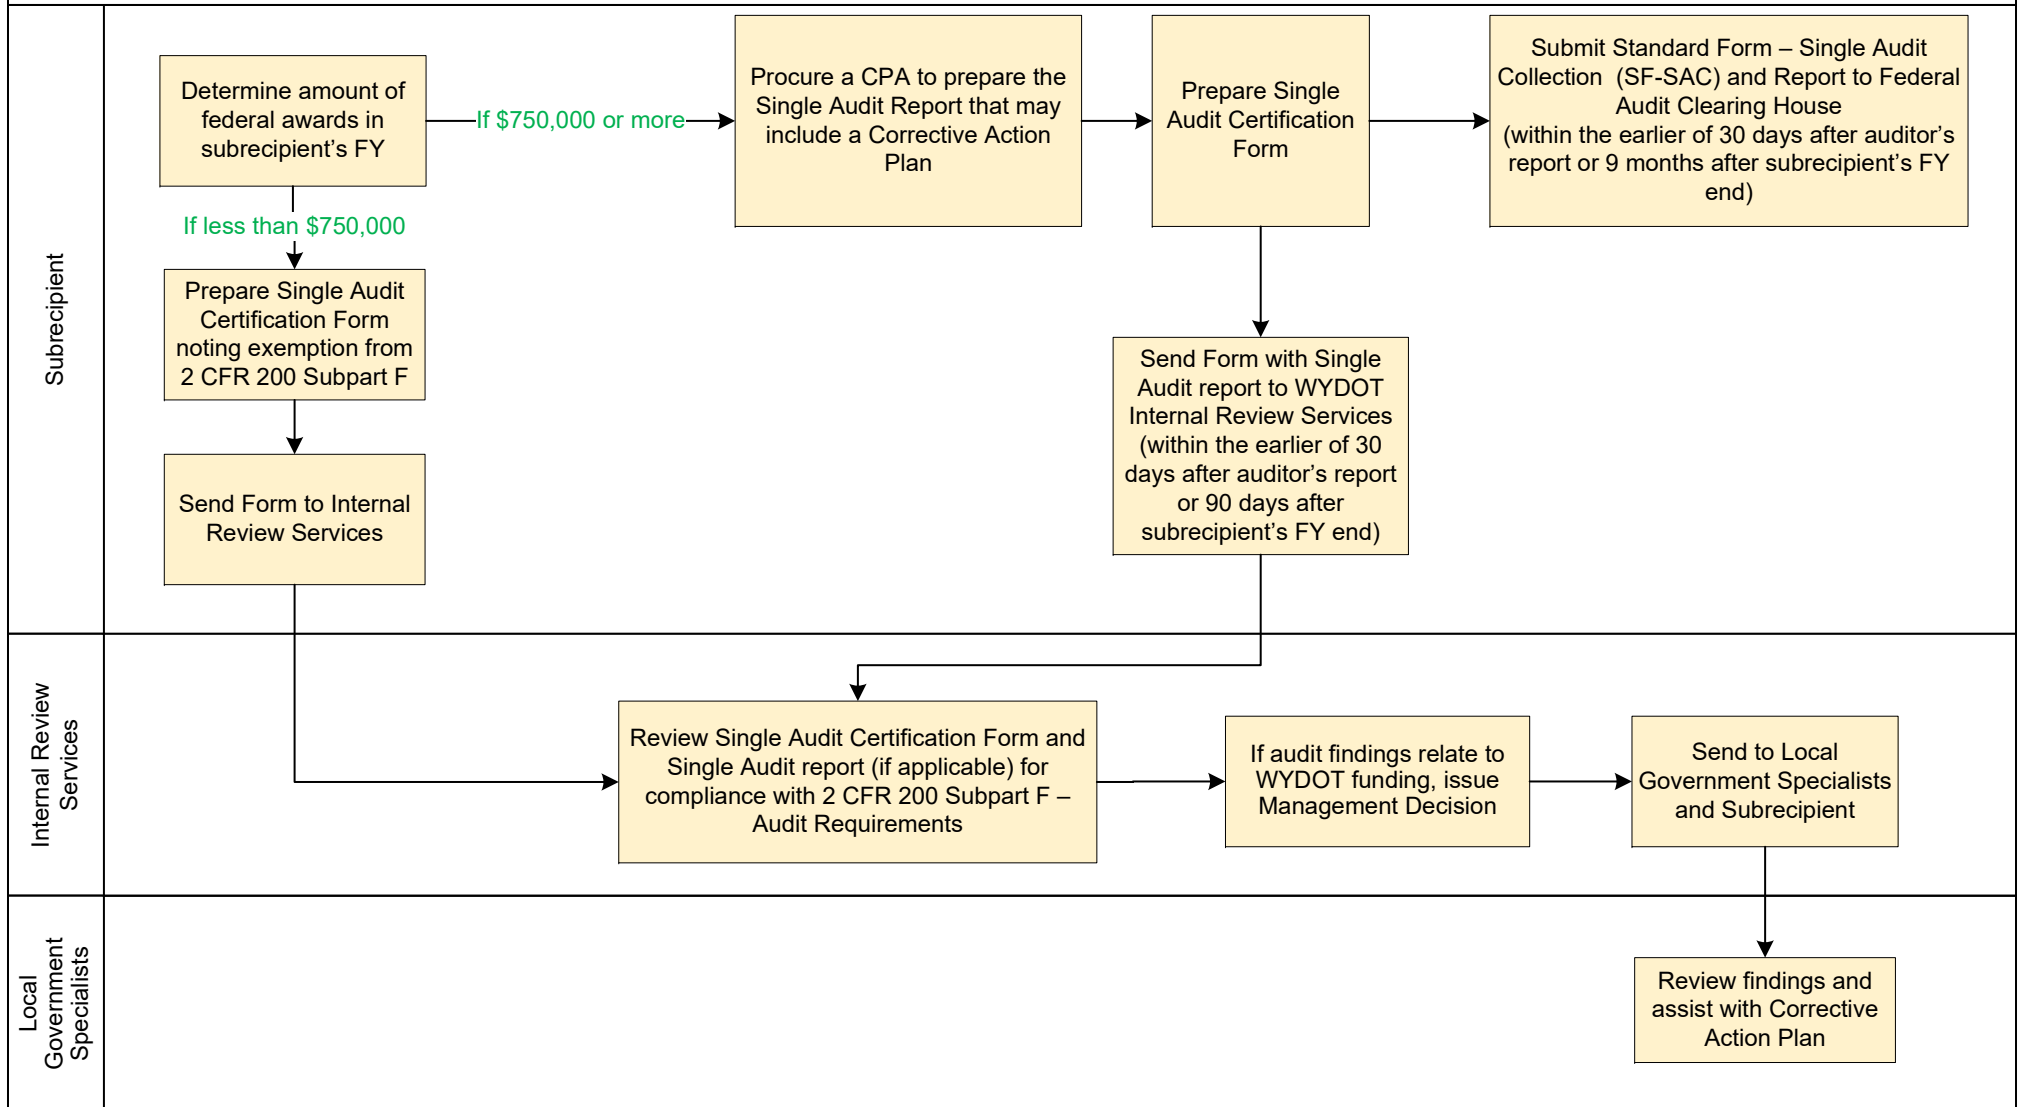 Subrecipient
Determine amount of
federal awards in
subrecipient’s FY
If $750,000 or more
Procure a CPA to prepare the
Single Audit Report that may
include a Corrective Action
Plan
Prepare Single
Audit Certification
Form
Submit Standard Form – Single Audit
Collection (SF-SAC) and Report to Federal
Audit Clearing House
(within the earlier of 30 days after auditor’s
report or 9 months after subrecipient’s FY
end)
If less than $750,000
Prepare Single Audit
Certification Form
noting exemption from
2 CFR 200 Subpart F
Send Form to Internal
Review Services
Send Form with Single
Audit report to WYDOT
Internal Review Services
(within the earlier of 30
days after auditor’s report
or 90 days after
subrecipient’s FY end)
Internal Review
Services
Review Single Audit Certification Form and
Single Audit report (if applicable) for
compliance with 2 CFR 200 Subpart F –
Audit Requirements
If audit findings relate to
WYDOT funding, issue
Management Decision
Send to Local
Government Specialists
and Subrecipient
Local
Government
Specialists
Review findings and
assist with Corrective
Action Plan